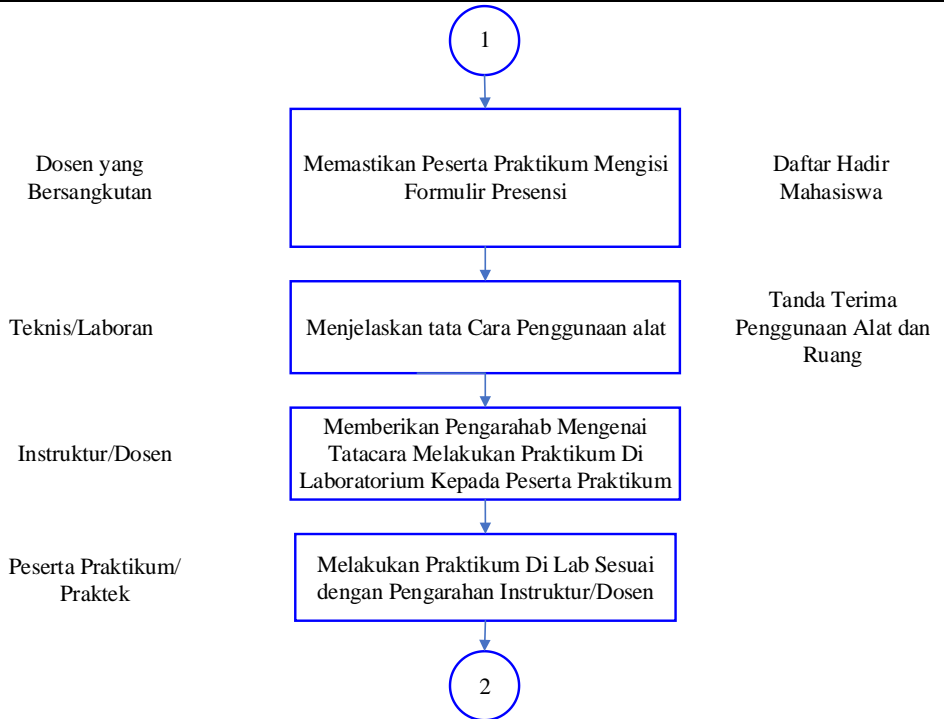 1
Dosen yang
Bersangkutan
Memastikan Peserta Praktikum Mengisi
Formulir Presensi
Daftar Hadir
Mahasiswa
Teknis/Laboran
Menjelaskan tata Cara Penggunaan alat
Tanda Terima
Penggunaan Alat dan
Ruang
Instruktur/Dosen
Memberikan Pengarahab Mengenai
Tatacara Melakukan Praktikum Di
Laboratorium Kepada Peserta Praktikum
Peserta Praktikum/
Praktek
Melakukan Praktikum Di Lab Sesuai
dengan Pengarahan Instruktur/Dosen
2